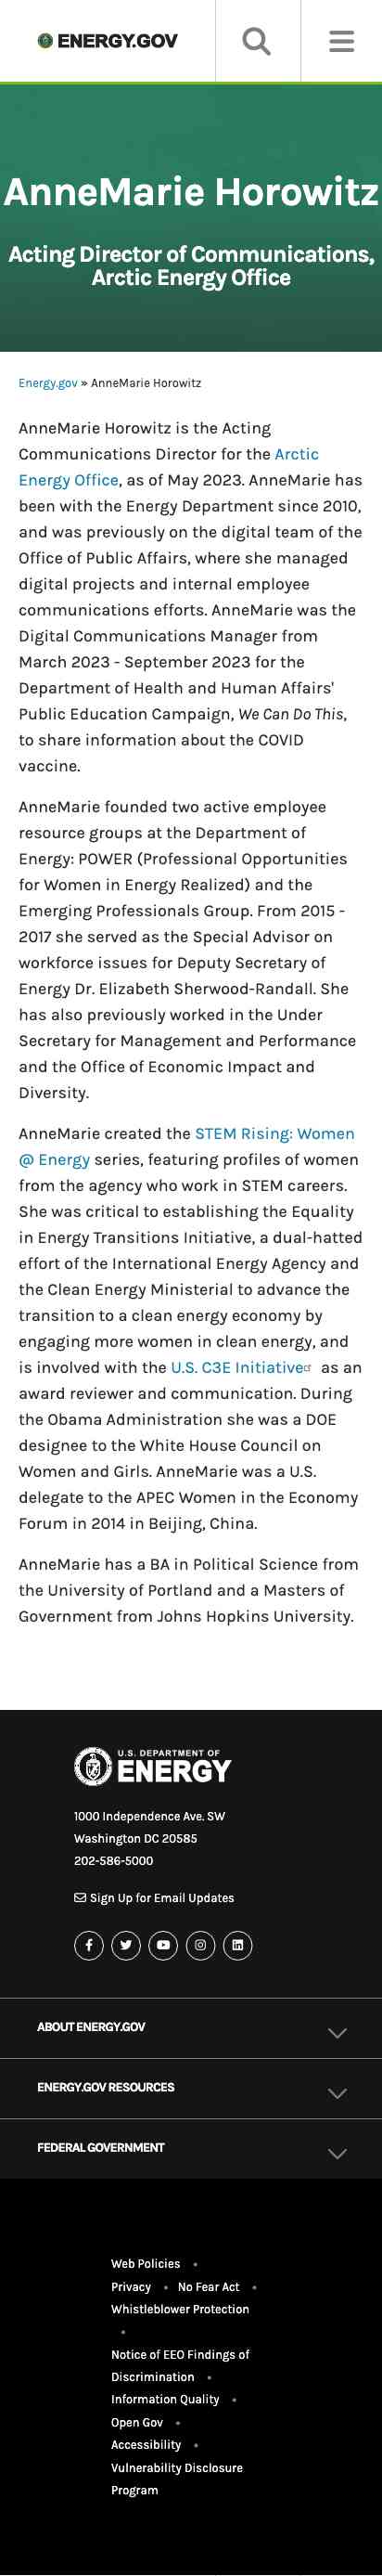 ENERGY.GOV
AnneMarie Horowitz
Acting Director of Communications,
Arctic Energy Office
Energy.gov » AnneMarie Horowitz
AnneMarie Horowitz is the Acting
Communications Director for the Arctic
Energy Office, as of May 2023. AnneMarie has
been with the Energy Department since 2010,
and was previously on the digital team of the
Office of Public Affairs, where she managed
digital projects and internal employee
communications efforts. AnneMarie was the
Digital Communications Manager from
March 2023 - September 2023 for the
Department of Health and Human Affairs'
Public Education Campaign, We Can Do This,
to share information about the COVID
vaccine.
AnneMarie founded two active employee
resource groups at the Department of
Energy: POWER (Professional Opportunities
for Women in Energy Realized) and the
Emerging Professionals Group. From 2015 -
2017 she served as the Special Advisor on
workforce issues for Deputy Secretary of
Energy Dr. Elizabeth Sherwood-Randall. She
has also previously worked in the Under
Secretary for Management and Performance
and the Office of Economic Impact and
Diversity.
AnneMarie created the STEM Rising: Women
@ Energy series, featuring profiles of women
from the agency who work in STEM careers.
She was critical to establishing the Equality
in Energy Transitions Initiative, a dual-hatted
effort of the International Energy Agency and
the Clean Energy Ministerial to advance the
transition to a clean energy economy by
engaging more women in clean energy, and
is involved with the U.S. C3E Initiative as an
award reviewer and communication. During
the Obama Administration she was a DOE
designee to the White House Council on
Women and Girls. AnneMarie was a U.S.
delegate to the APEC Women in the Economy
Forum in 2014 in Beijing, China.
AnneMarie has a BA in Political Science from
the University of Portland and a Masters of
Government from Johns Hopkins University.
U.S. DEPARTMENT OF
ENERGY
1000 Independence Ave. SW
Washington DC 20585
202-586-5000
Sign Up for Email Updates
ABOUT ENERGY.GOV
ENERGY.GOV RESOURCES
FEDERAL GOVERNMENT
Web Policies •
Privacy • No Fear Act •
Whistleblower Protection
•
Notice of EEO Findings of
Discrimination •
Information Quality •
Open Gov •
Accessibility •
Vulnerability Disclosure
Program